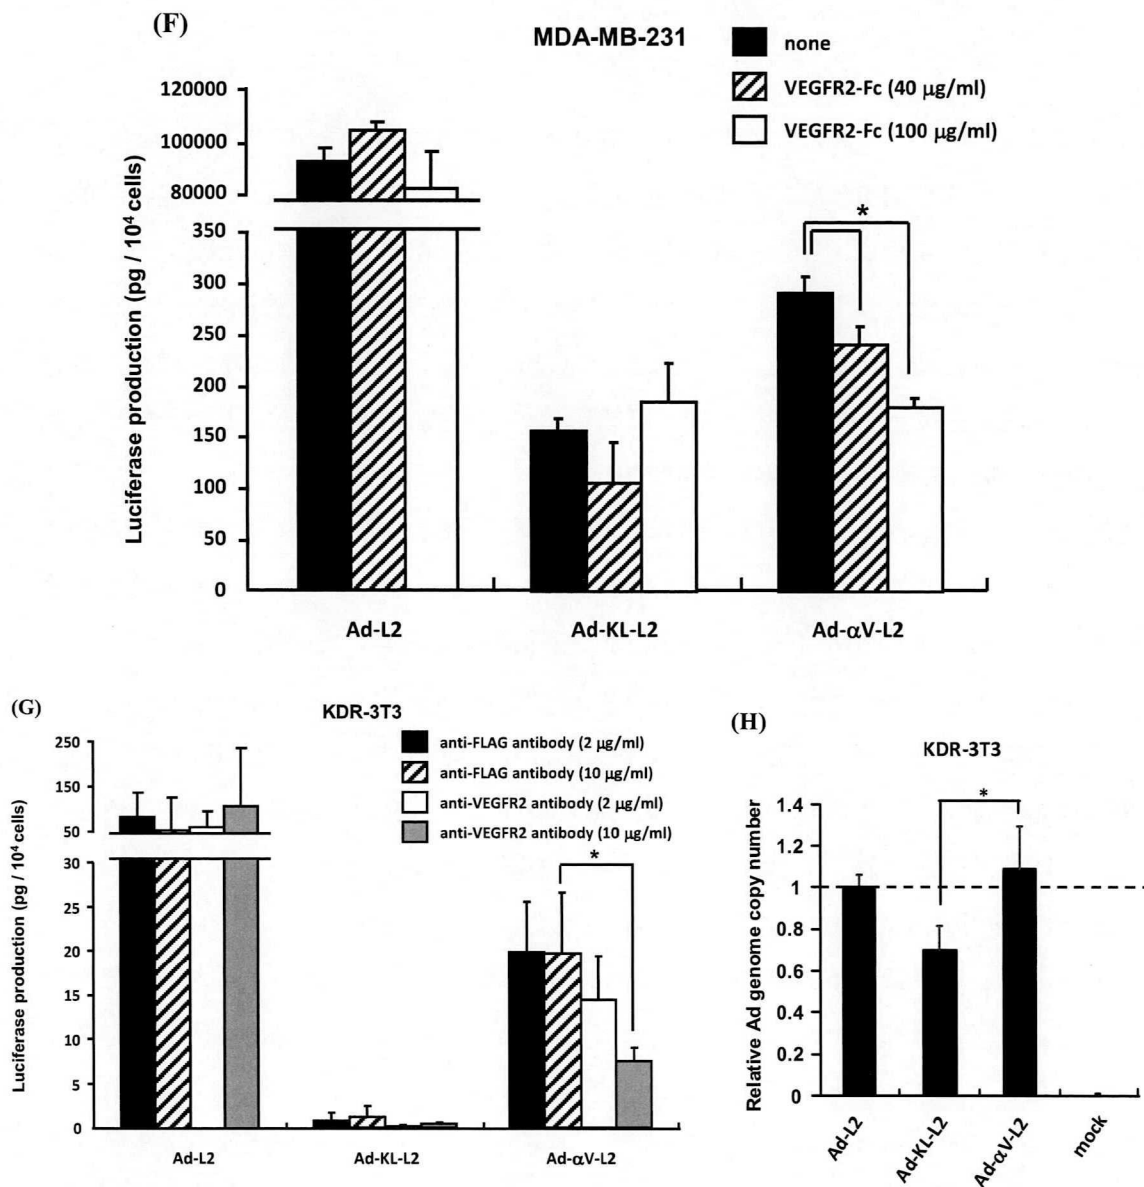 (F)
MDA-MB-231
none
VEGFR2-Fc (40 μg/ml)
VEGFR2-Fc (100 μg/ml)
Luciferase production (pg / 10⁴ cells)
120000
100000
80000
350
300
250
200
150
100
50
0
*
Ad-L2
Ad-KL-L2
Ad-αV-L2
(G)
KDR-3T3
anti-FLAG antibody (2 μg/ml)
anti-FLAG antibody (10 μg/ml)
anti-VEGFR2 antibody (2 μg/ml)
anti-VEGFR2 antibody (10 μg/ml)
Luciferase production (pg / 10⁴ cells)
250
150
50
30
25
20
15
10
5
0
*
Ad-L2
Ad-KL-L2
Ad-αV-L2
(H)
KDR-3T3
Relative Ad genome copy number
1.4
1.2
1
0.8
0.6
0.4
0.2
0
*
Ad-L2
Ad-KL-L2
Ad-αV-L2
mock